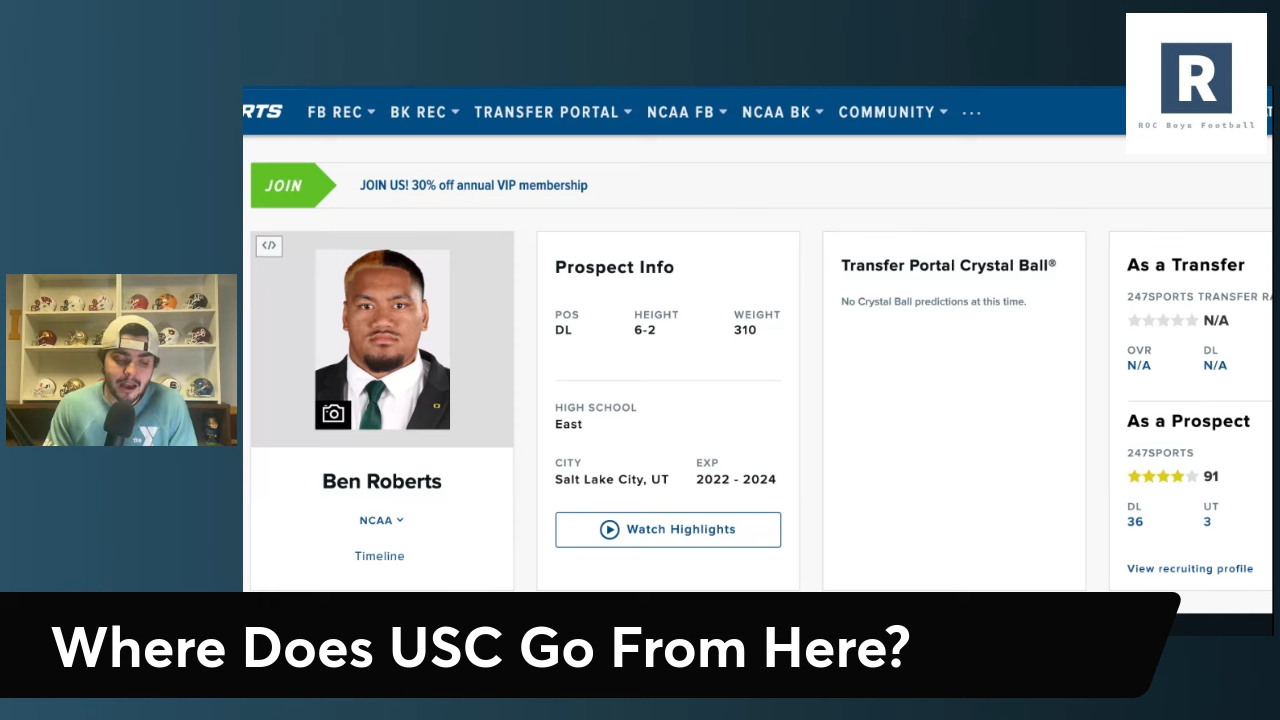 R
ROC Boys Football
RTS FB REC BK REC TRANSFER PORTAL NCAA FB NCAA BK COMMUNITY ...
JOIN JOIN US! 30% off annual VIP membership
</>
Ben Roberts
NCAA
Timeline
Prospect Info
POS HEIGHT WEIGHT
DL 6-2 310
HIGH SCHOOL
East
CITY EXP
Salt Lake City, UT 2022 - 2024
Watch Highlights
Transfer Portal Crystal Ball®
No Crystal Ball predictions at this time.
As a Transfer
247SPORTS TRANSFER RA
N/A
OVR DL
N/A N/A
As a Prospect
247SPORTS
91
DL UT
36 3
View recruiting profile
Where Does USC Go From Here?